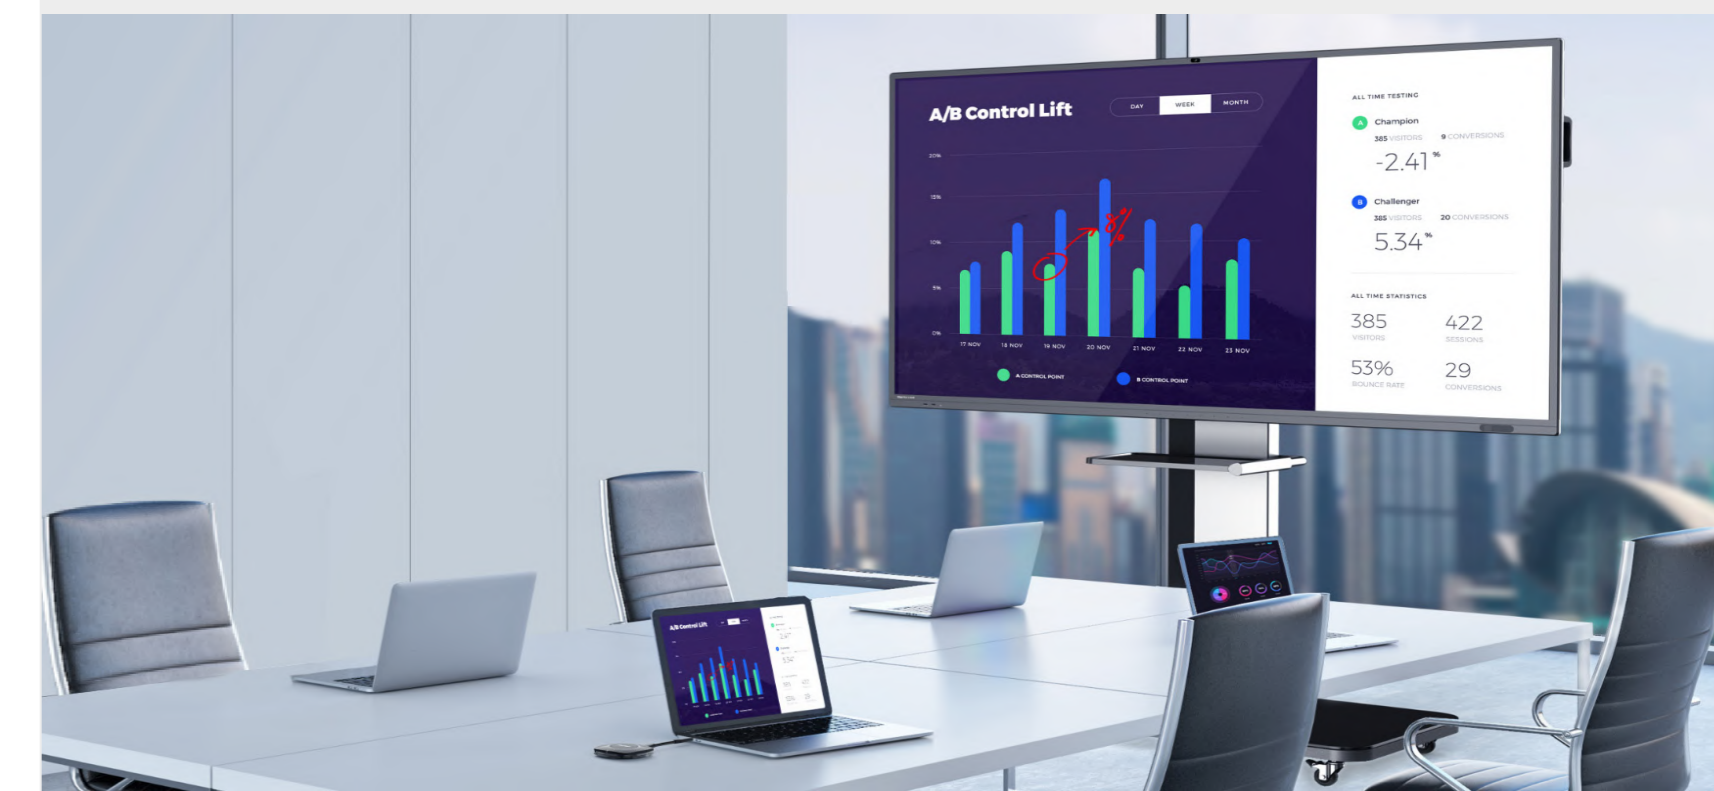 A/B Control Lift
DAY WEEK MONTH
20%
15%
10%
5%
0%
8%
17 NOV 18 NOV 19 NOV 20 NOV 21 NOV 22 NOV 23 NOV
A CONTROL POINT B CONTROL POINT
ALL TIME TESTING
A Champion
385 VISITORS 9 CONVERSIONS
-2.41 %
B Challenger
385 VISITORS 20 CONVERSIONS
5.34 %
ALL TIME STATISTICS
385 422
VISITORS SESSIONS
53% 29
BOUNCE RATE CONVERSIONS
A/B Control Lift